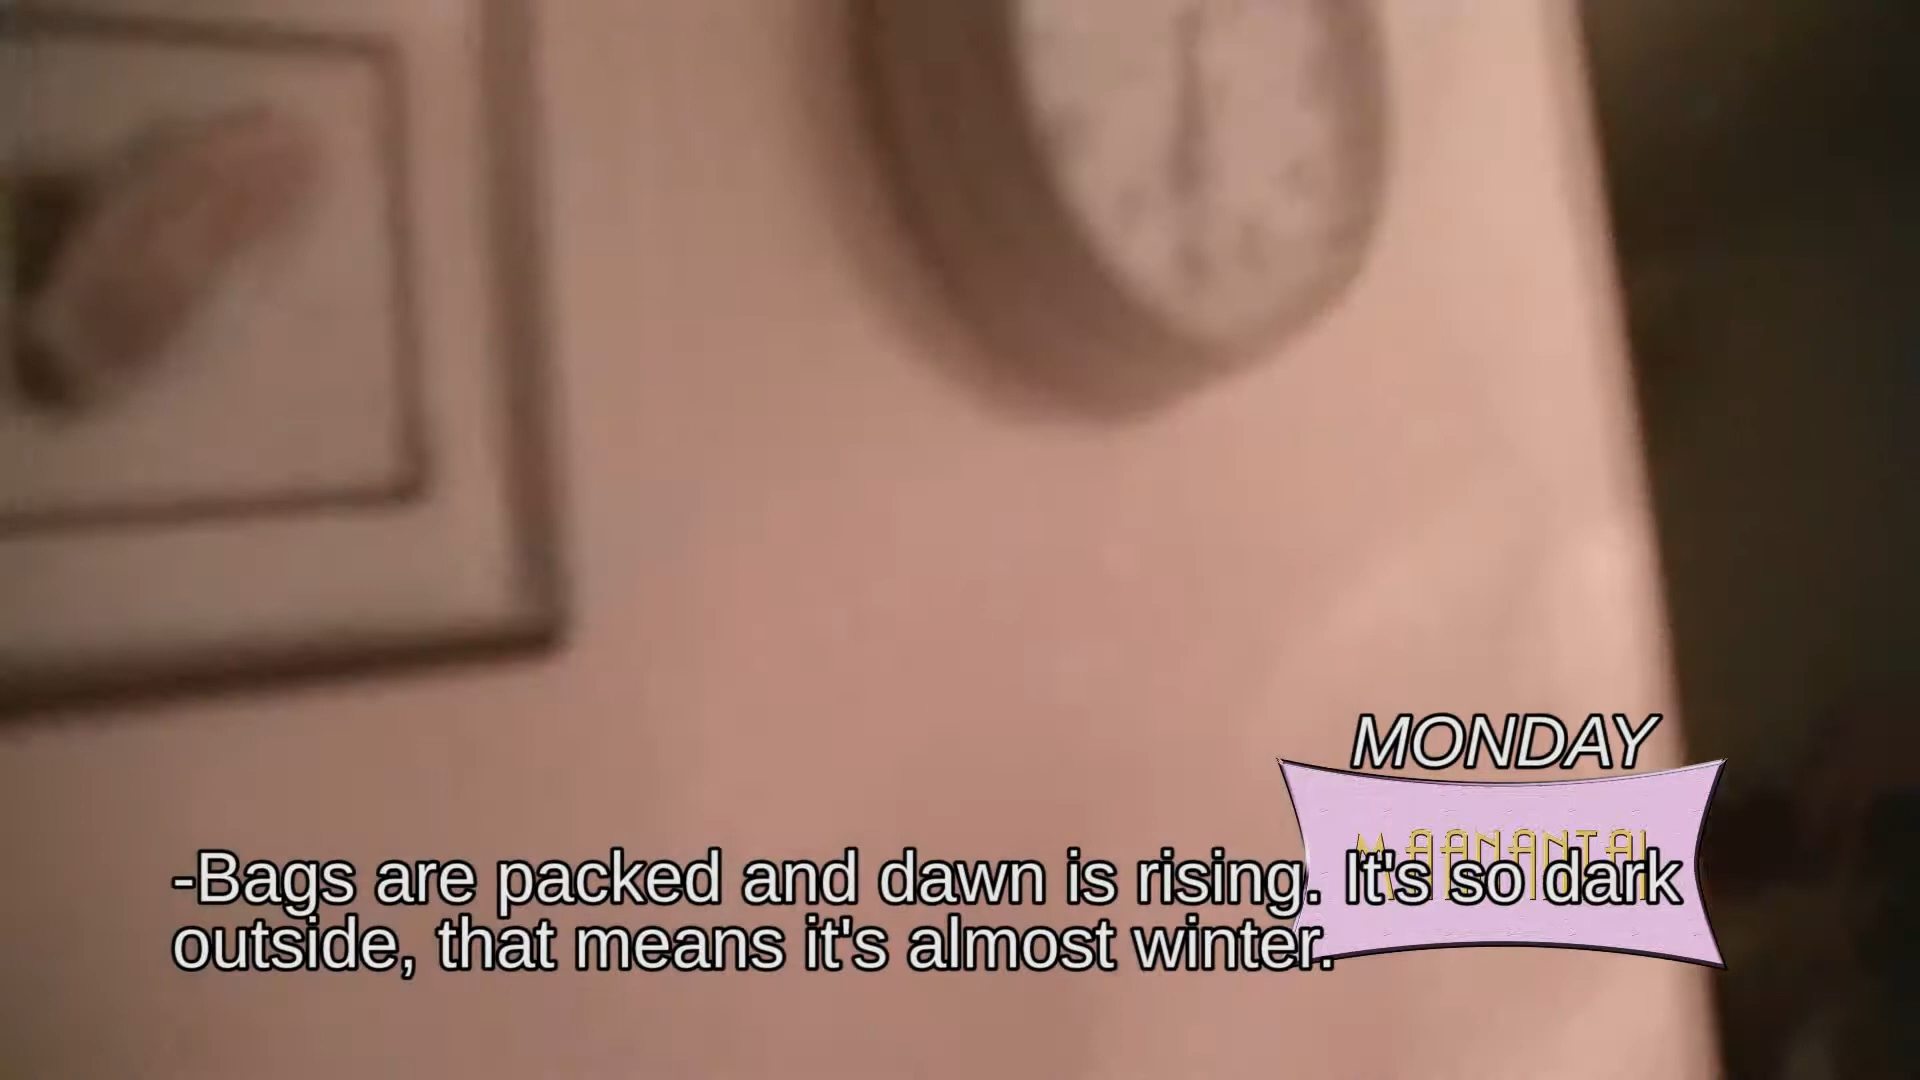 MONDAY
MAANANTAI
-Bags are packed and dawn is rising. It's so dark
outside, that means it's almost winter.